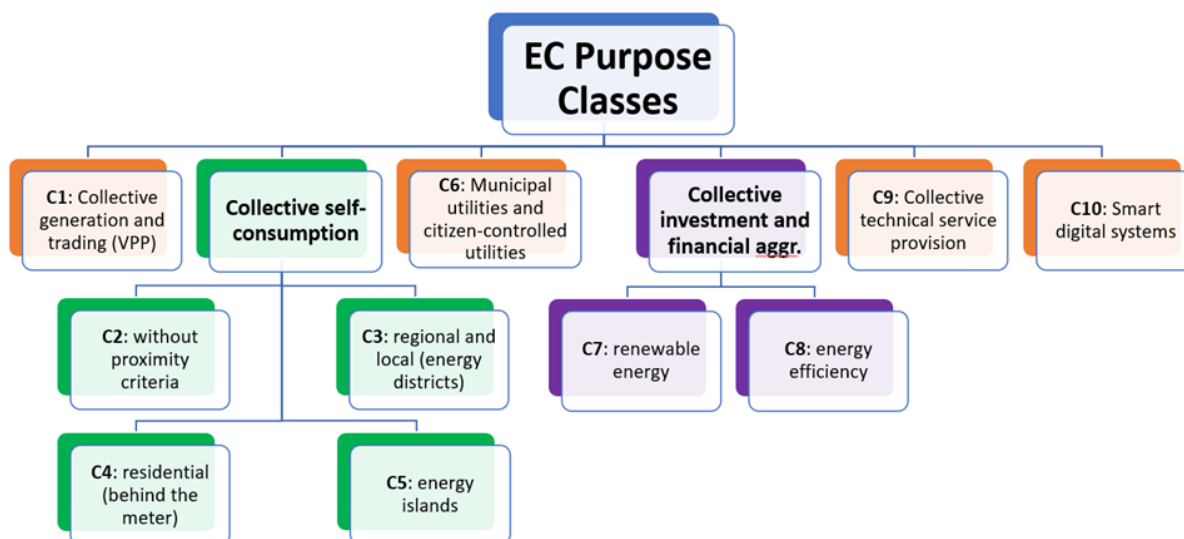 EC Purpose
Classes
C1: Collective
generation and
trading (VPP)
Collective self-
consumption
C6: Municipal
utilities and
citizen-controlled
utilities
Collective
investment and
financial aggr.
C9: Collective
technical service
provision
C10: Smart
digital systems
C2: without
proximity
criteria
C3: regional and
local (energy
districts)
C7: renewable
energy
C8: energy
efficiency
C4: residential
(behind the
meter)
C5: energy
islands